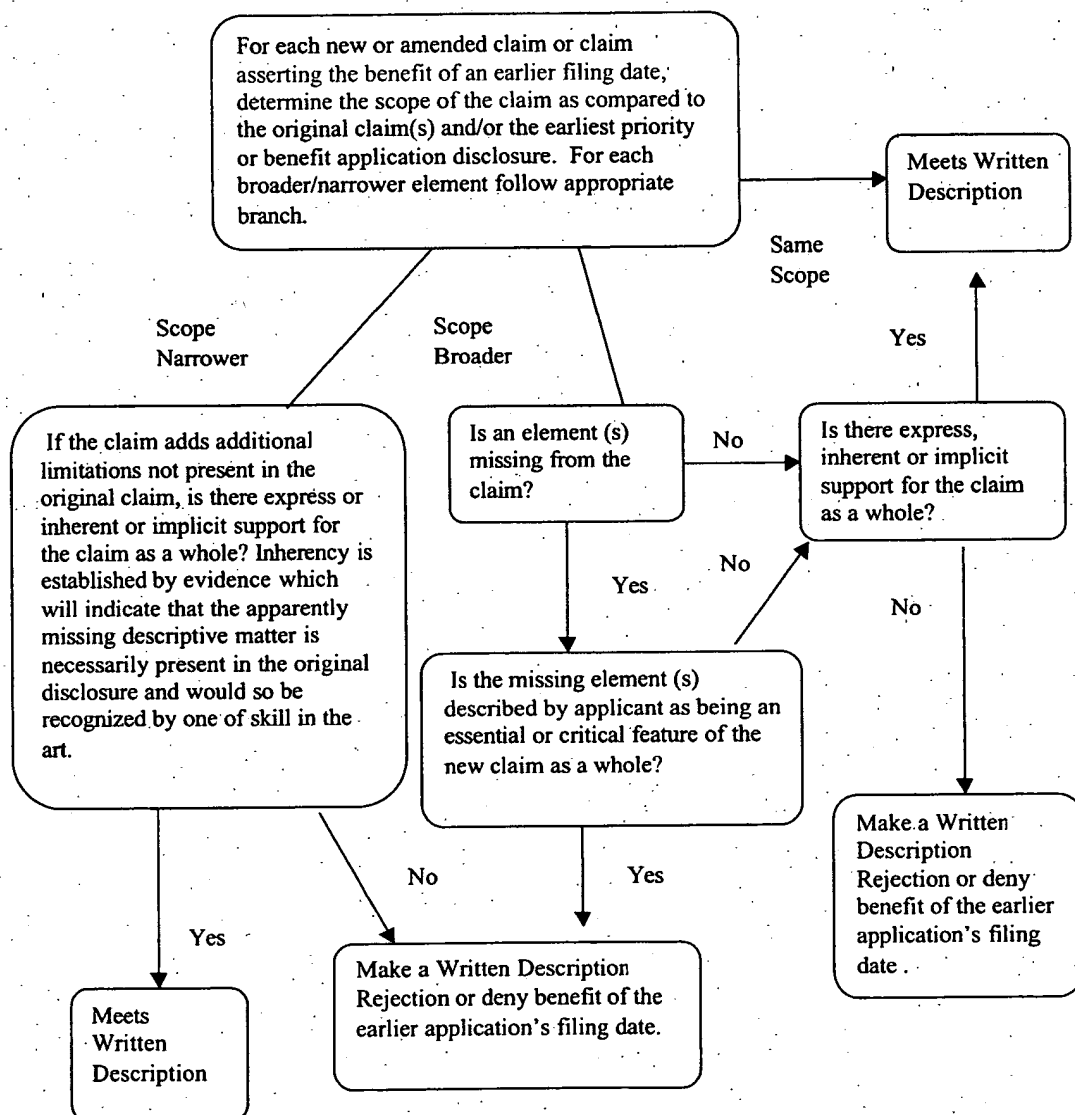 For each new or amended claim or claim
asserting the benefit of an earlier filing date,
determine the scope of the claim as compared to
the original claim(s) and/or the earliest priority
or benefit application disclosure. For each
broader/narrower element follow appropriate
branch.
Meets Written
Description
Same
Scope
Scope
Narrower
Scope
Broader
Yes
If the claim adds additional
limitations not present in the
original claim, is there express or
inherent or implicit support for
the claim as a whole? Inherency is
established by evidence which
will indicate that the apparently
missing descriptive matter is
necessarily present in the original
disclosure and would so be
recognized by one of skill in the
art.
Is an element (s)
missing from the
claim?
No
Is there express,
inherent or implicit
support for the claim
as a whole?
Yes
No
No
Is the missing element (s)
described by applicant as being an
essential or critical feature of the
new claim as a whole?
Make a Written
Description
Rejection or deny
benefit of the earlier
application's filing
date .
No
Yes
Yes
Make a Written Description
Rejection or deny benefit of the
earlier application's filing date.
Meets
Written
Description